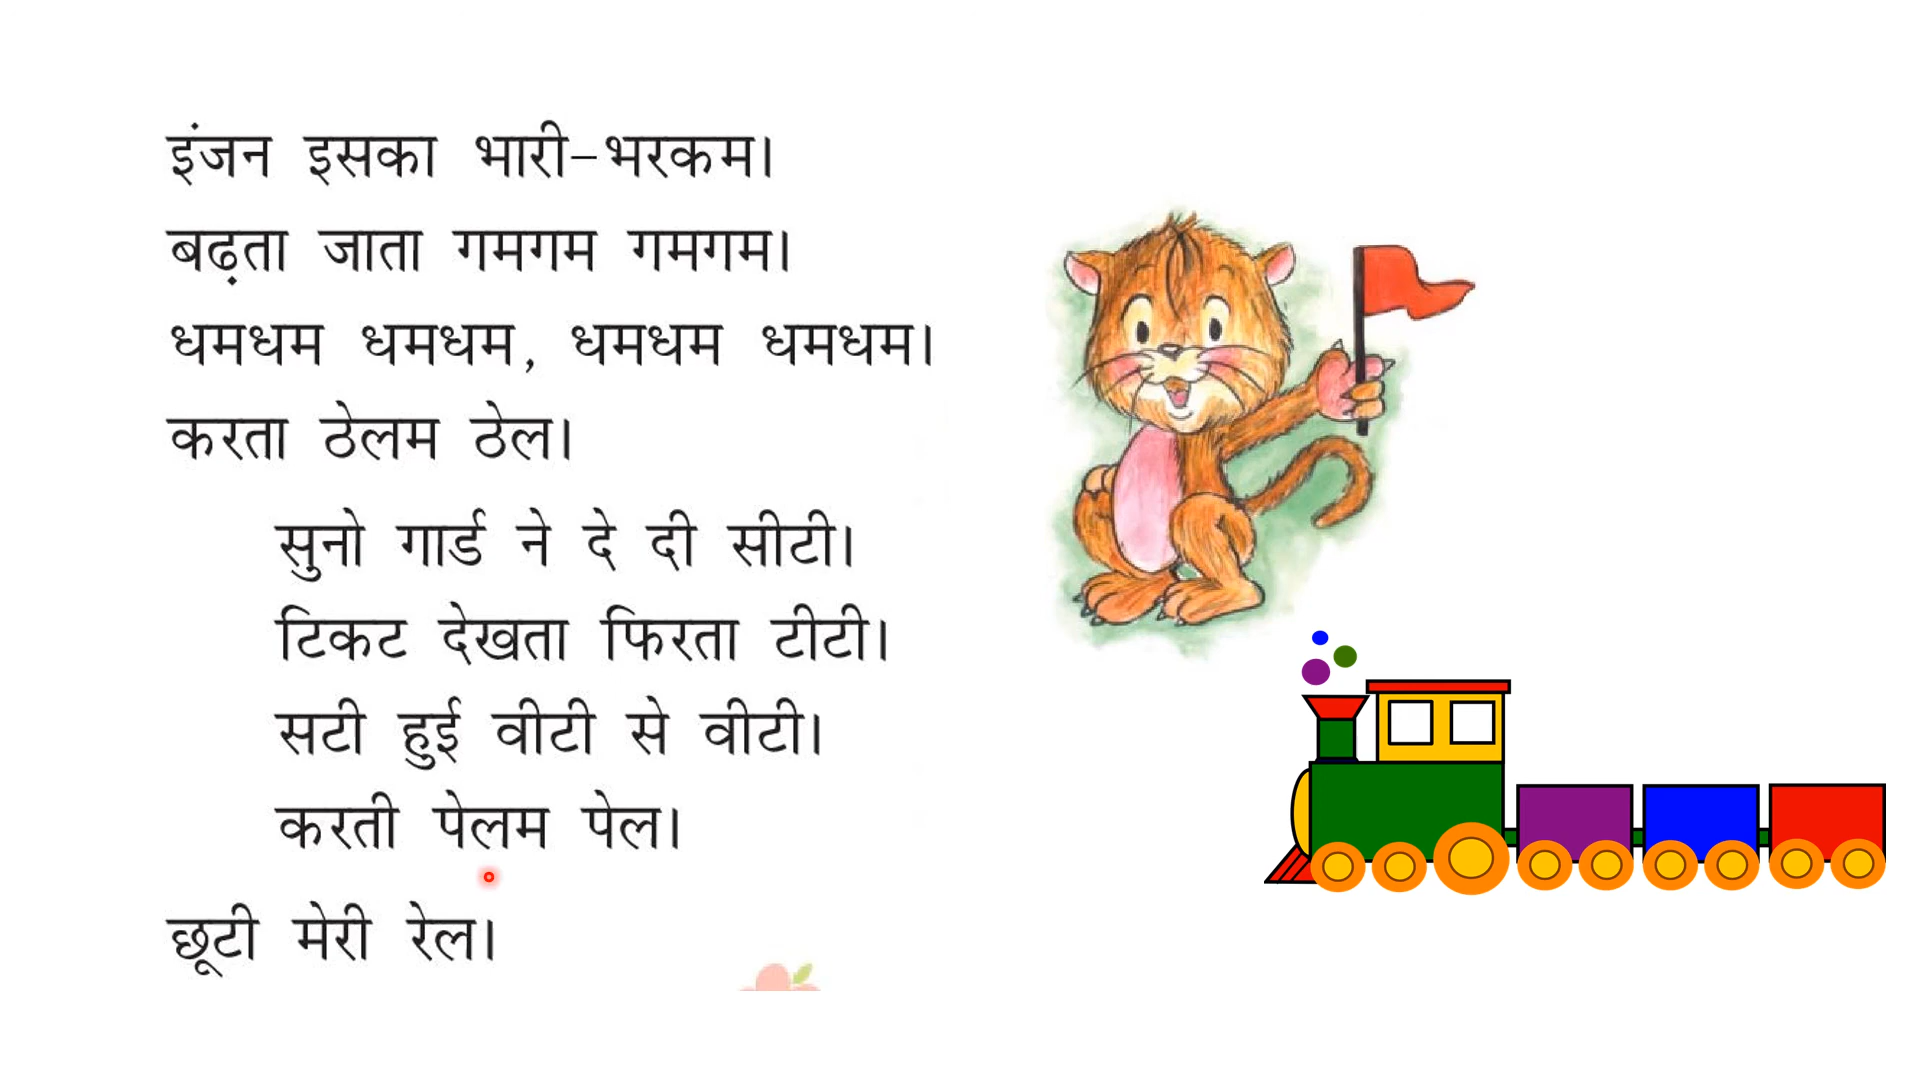 इंजन इसका भारी-भरकम।
बढ़ता जाता गमगम गमगम।
धमधम धमधम, धमधम धमधम।
करता ठेलम ठेल।
सुनो गार्ड ने दे दी सीटी।
टिकट देखता फिरता टीटी।
सटी हुई वीटी से वीटी।
करती पेलम पेल।
छूटी मेरी रेल।